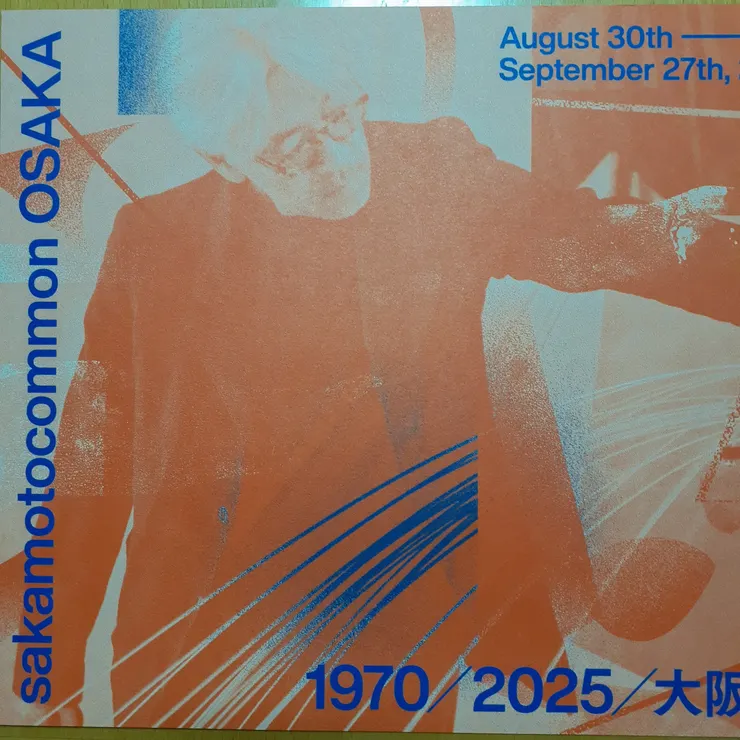 sakamotocommon OSAKA
August 30th —
September 27th,
1970/2025/大阪